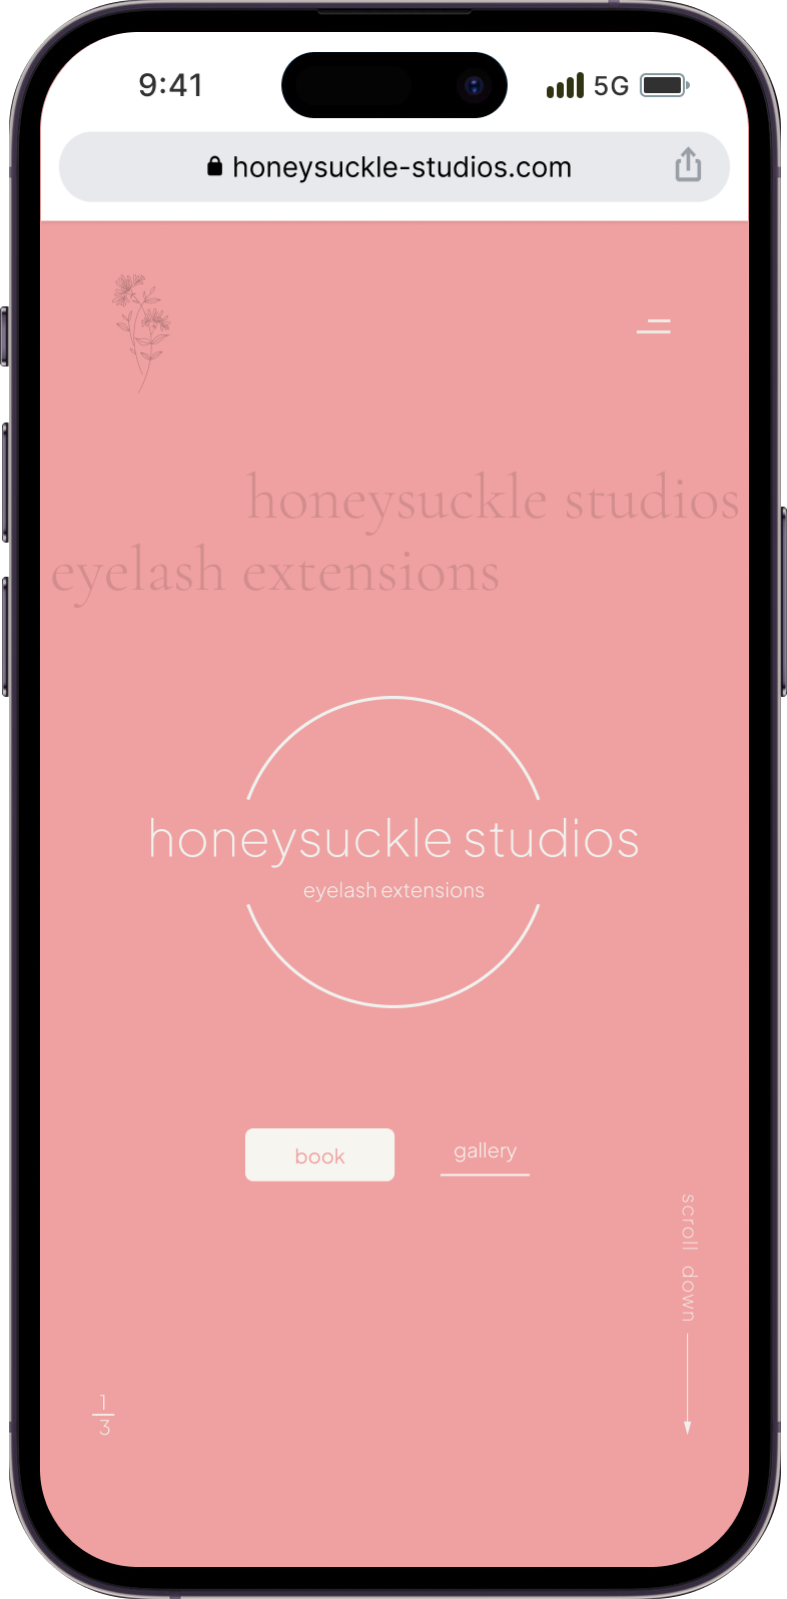 9:41
5G
honeysuckle-studios.com
honeysuckle studios
eyelash extensions
honeysuckle studios
eyelash extensions
book
gallery
scroll down
1
3